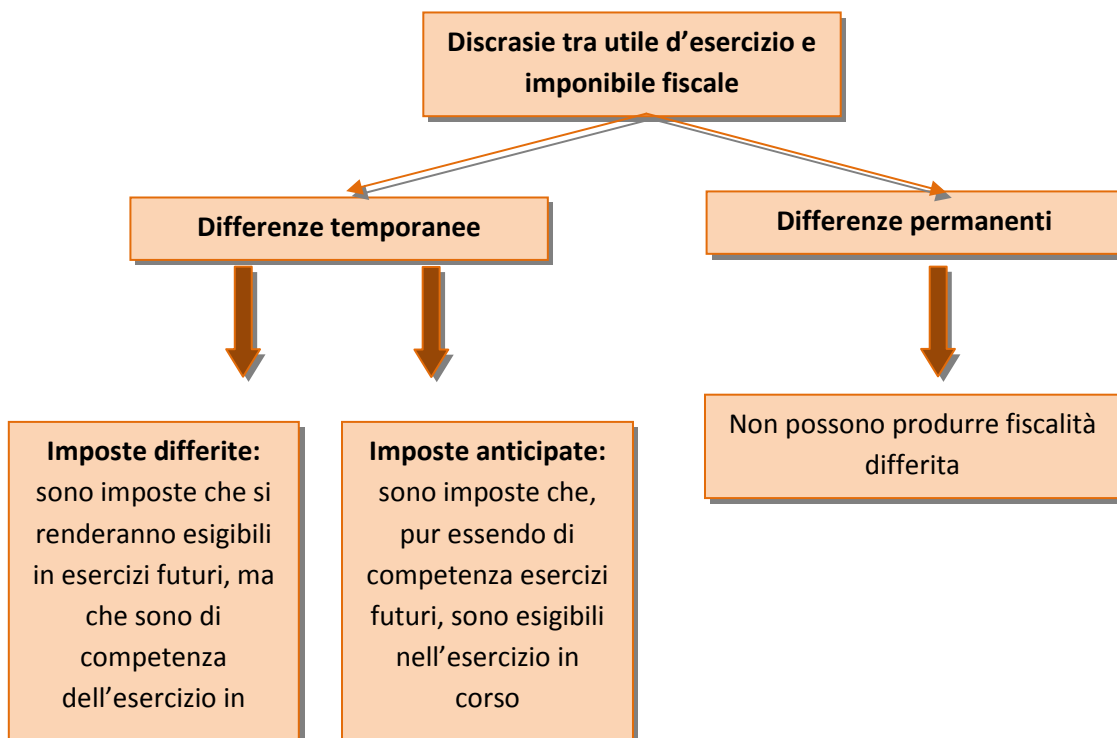 Discrasie tra utile d’esercizio e
imponibile fiscale
Differenze temporanee
Differenze permanenti
Imposte differite:
sono imposte che si
renderanno esigibili
in esercizi futuri, ma
che sono di
competenza
dell’esercizio in
Imposte anticipate:
sono imposte che,
pur essendo di
competenza esercizi
futuri, sono esigibili
nell’esercizio in
corso
Non possono produrre fiscalità
differita